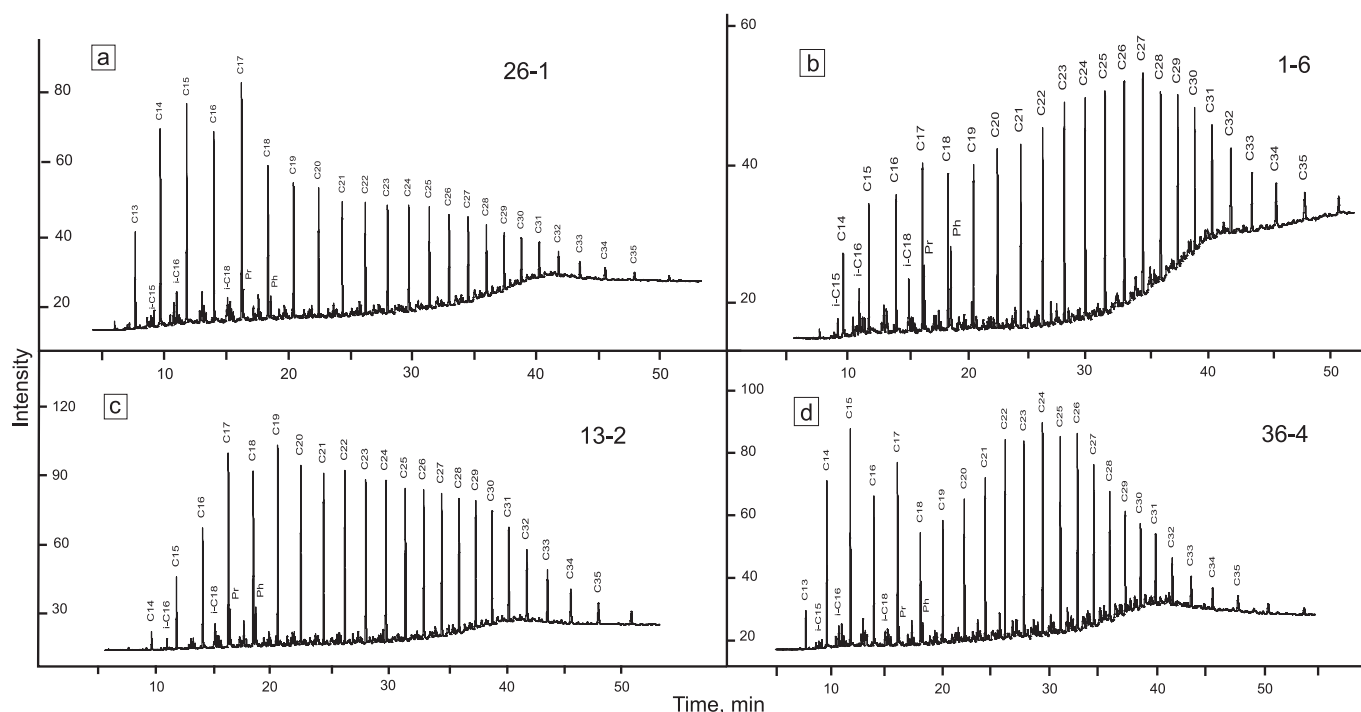 a
26-1
80
60
40
20
C13
C14
i-C15
C15
i-C16
C16
C17
i-C18
Pr
C18
Ph
C19
C20
C21
C22
C23
C24
C25
C26
C27
C28
C29
C30
C31
C32
C33
C34
C35
10
20
30
40
50
b
1-6
60
40
20
i-C15
C14
i-C16
C15
C16
i-C18
C17
Pr
C18
Ph
C19
C20
C21
C22
C23
C24
C25
C26
C27
C28
C29
C30
C31
C32
C33
C34
C35
10
20
30
40
50
Intensity
c
13-2
120
90
60
30
C14
i-C16
C15
C16
i-C18
C17
Pr
C18
Ph
C19
C20
C21
C22
C23
C24
C25
C26
C27
C28
C29
C30
C31
C32
C33
C34
C35
10
20
30
40
50
d
36-4
100
80
60
40
20
C13
i-C15
C14
i-C16
C15
C16
i-C18
C17
Pr
C18
Ph
C19
C20
C21
C22
C23
C24
C25
C26
C27
C28
C29
C30
C31
C32
C33
C34
C35
10
20
30
40
50
Time, min